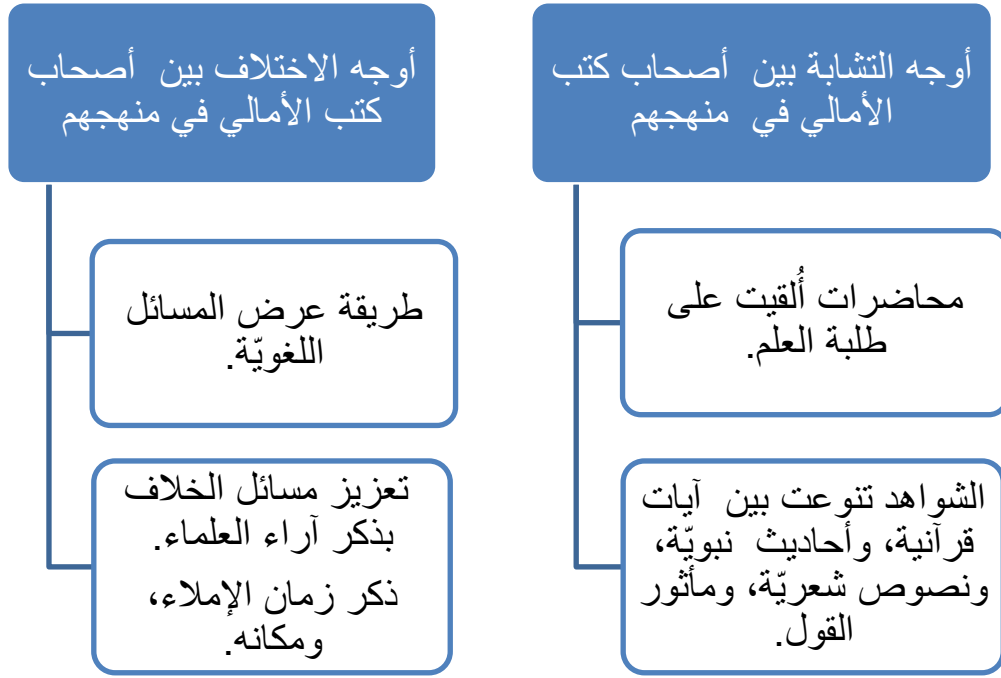 أوجه التشابة بين أصحاب كتب
الأمالي في منهجهم
محاضرات أُلقيت على
طلبة العلم.
الشواهد تنوعت بين آيات
قرآنية، وأحاديث نبويّة،
ونصوص شعريّة، ومأثور
القول.
أوجه الاختلاف بين أصحاب
كتب الأمالي في منهجهم
طريقة عرض المسائل
اللغويّة.
تعزيز مسائل الخلاف
بذكر آراء العلماء.
ذكر زمان الإملاء،
ومكانه.